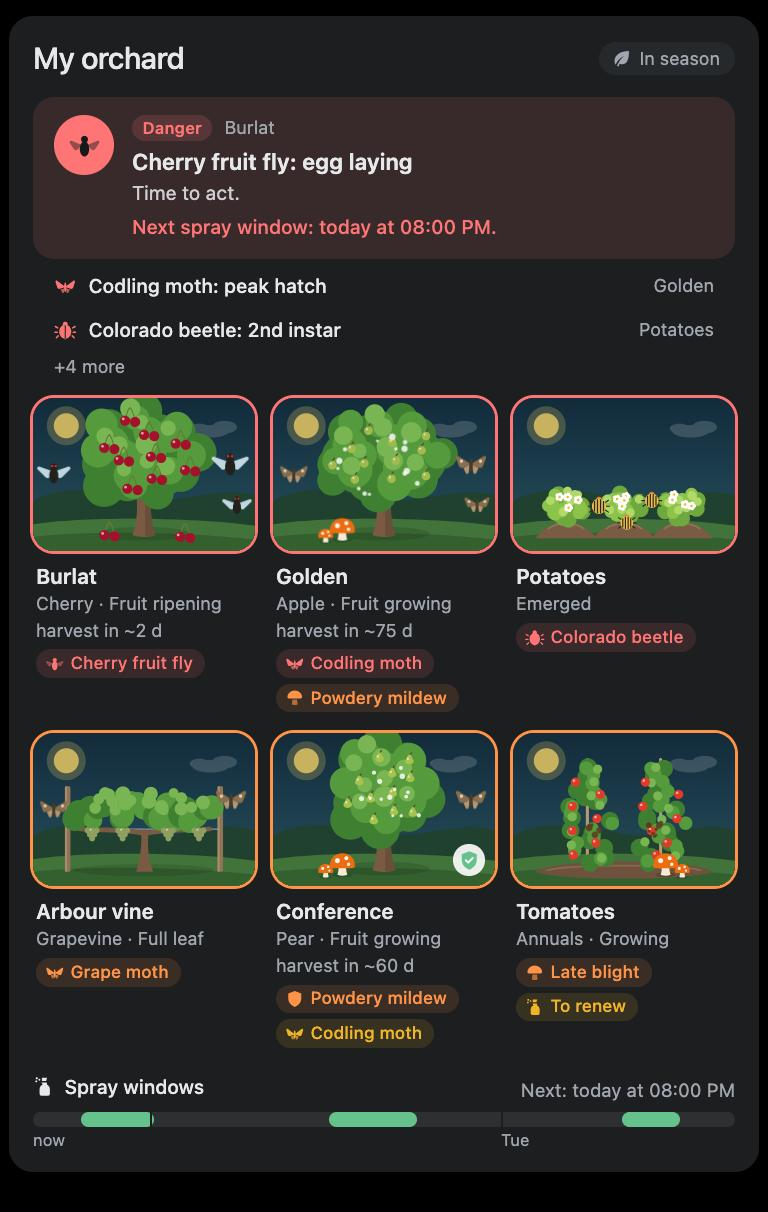 My orchard
In season
Danger Burlat
Cherry fruit fly: egg laying
Time to act.
Next spray window: today at 08:00 PM.
Codling moth: peak hatch Golden
Colorado beetle: 2nd instar Potatoes
+4 more
Burlat
Cherry · Fruit ripening
harvest in ~2 d
Cherry fruit fly
Golden
Apple · Fruit growing
harvest in ~75 d
Codling moth
Powdery mildew
Potatoes
Emerged
Colorado beetle
Arbour vine
Grapevine · Full leaf
Grape moth
Conference
Pear · Fruit growing
harvest in ~60 d
Powdery mildew
Codling moth
Tomatoes
Annuals · Growing
Late blight
To renew
Spray windows
Next: today at 08:00 PM
now
Tue